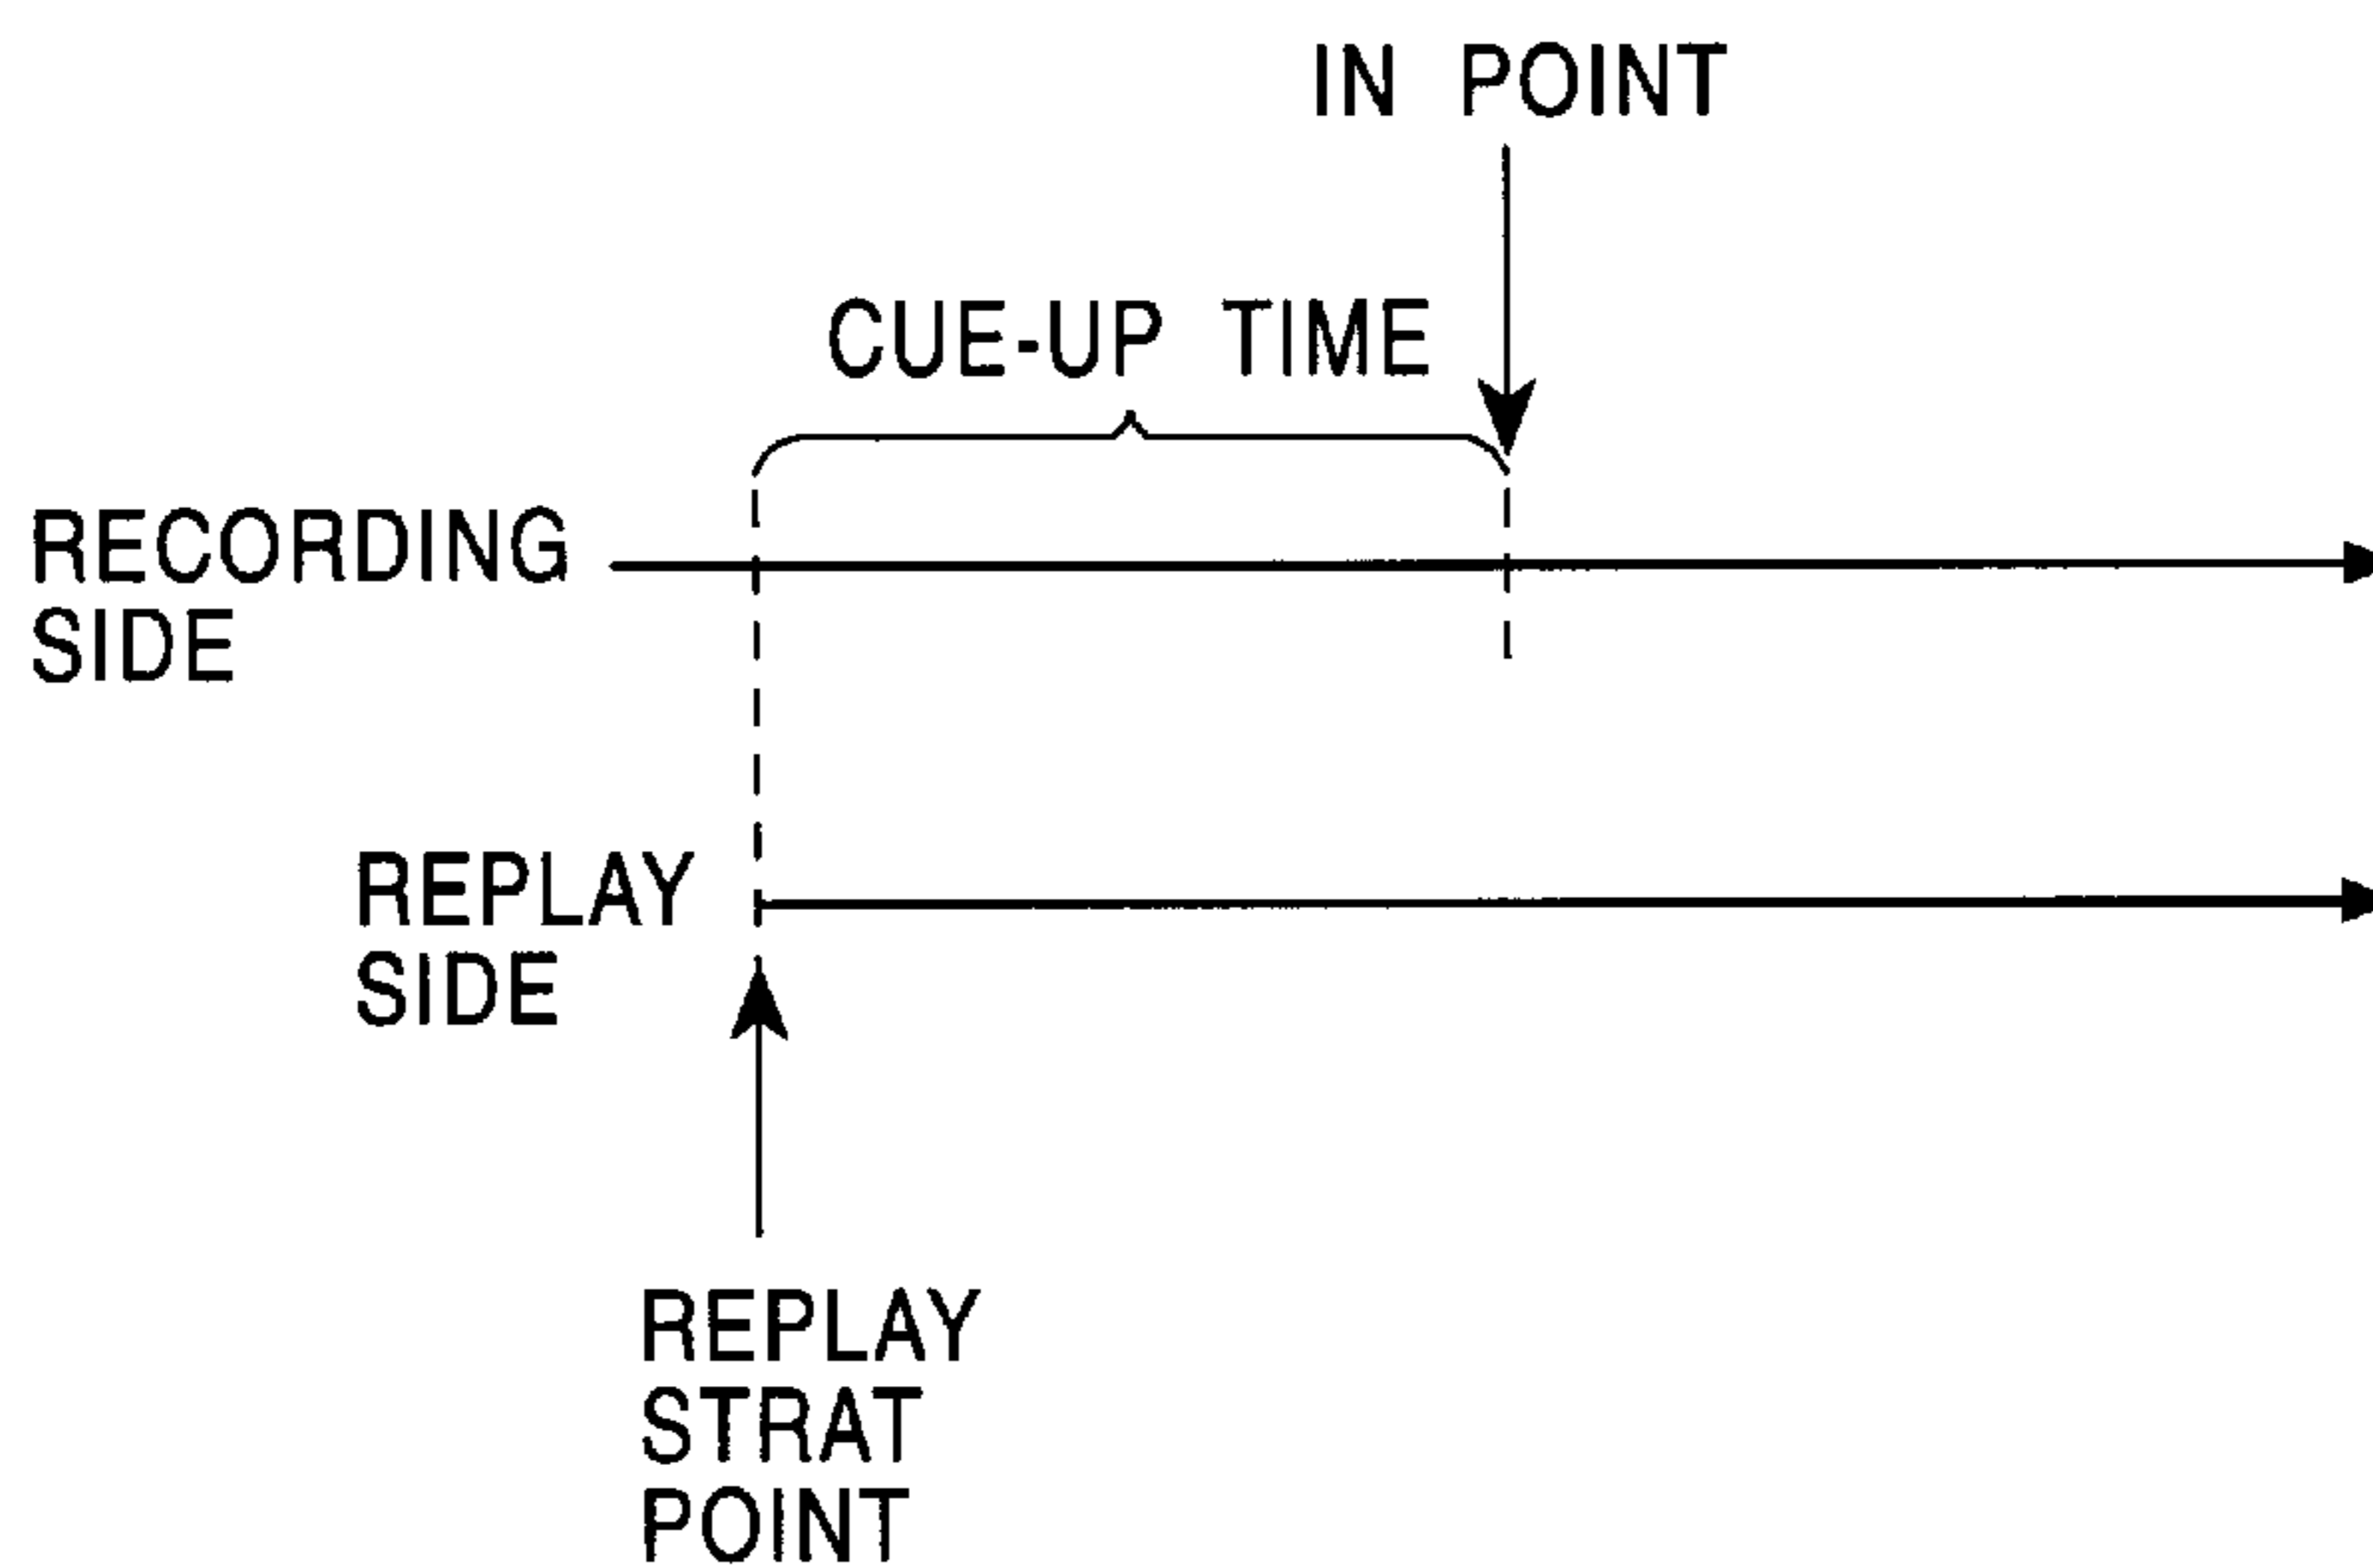 IN POINT
CUE-UP TIME
RECORDING
SIDE
REPLAY
SIDE
REPLAY
STRAT
POINT